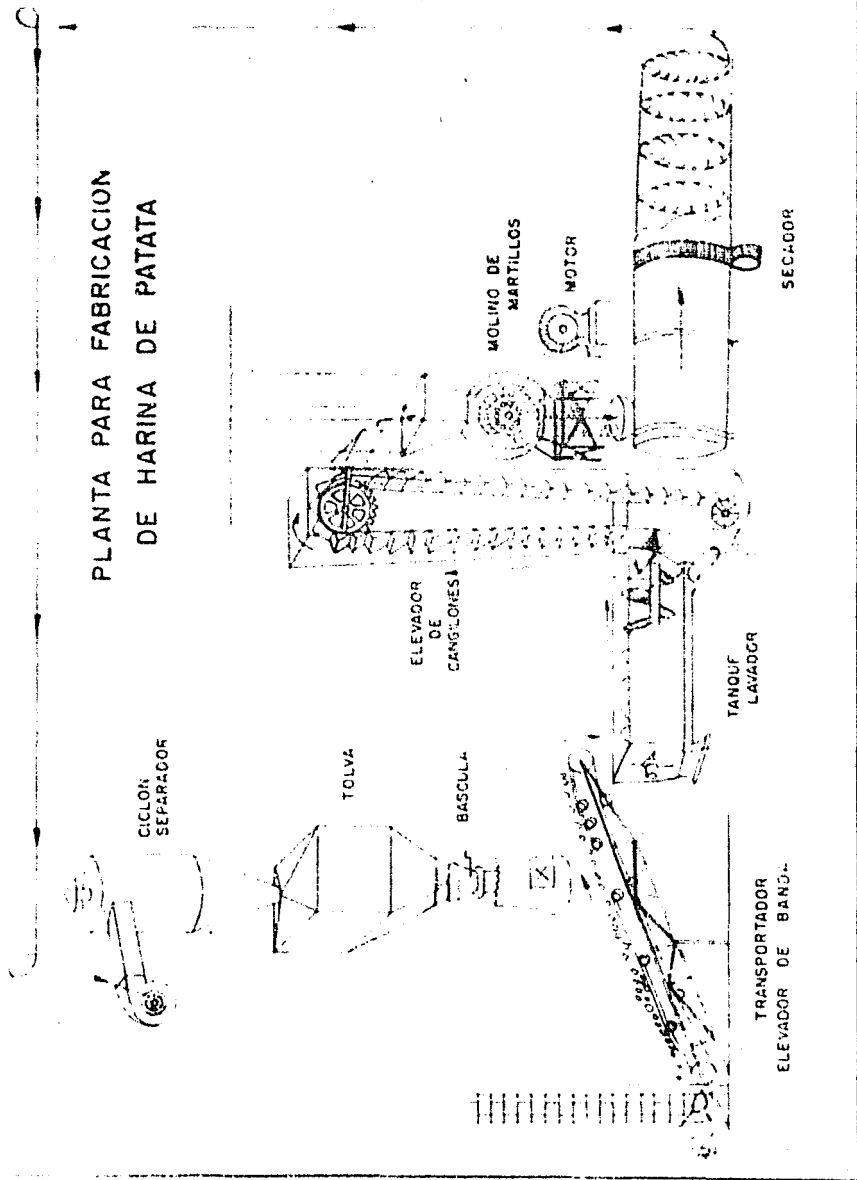 PLANTA PARA FABRICACION
DE HARINA DE PATATA
CICLON
SEPARADOR
TOLVA
BASCULA
ELEVADOR
DE
CANGILONES
MOLINO DE
MARTILLOS
MOTOR
TRANSPORTADOR
ELEVADOR DE BANDA
TANQUE
LAVADOR
SECADOR